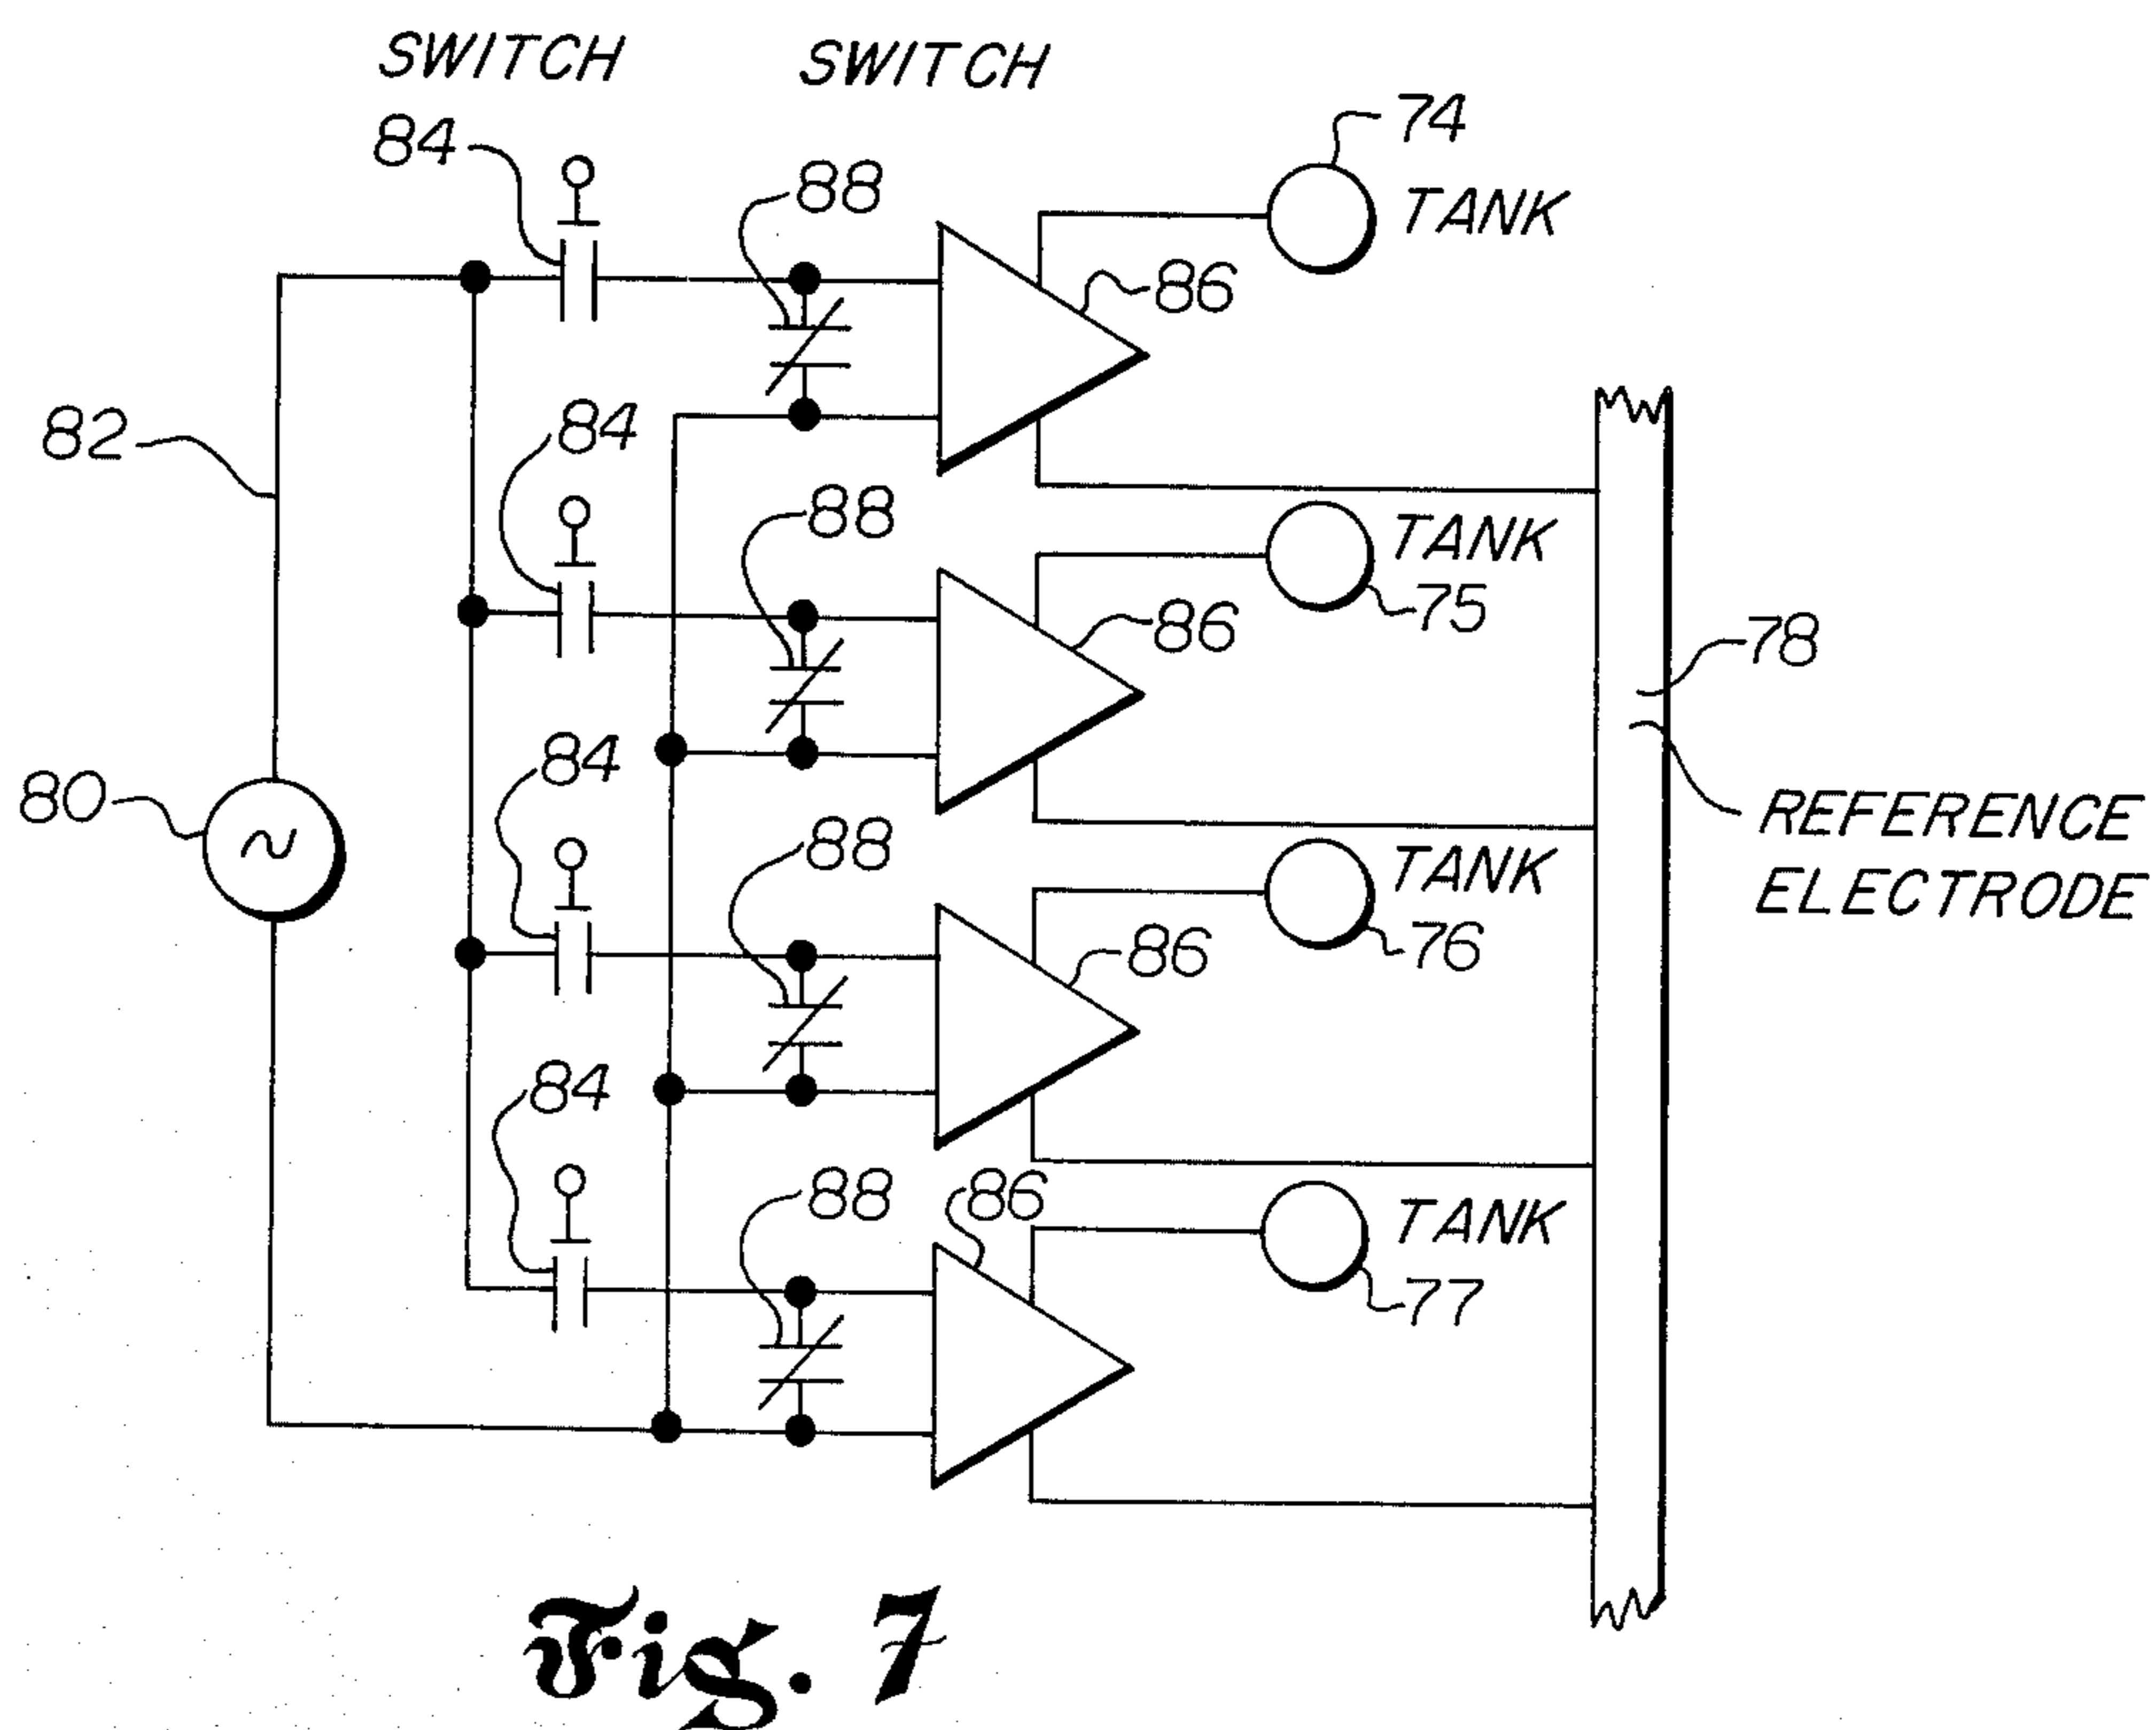 SWITCH SWITCH
84
88
74
TANK
86
82
84
88
TANK
75
86
78
84
80
88
TANK
76
86
REFERENCE
ELECTRODE
84
88
86
TANK
77
Fig. 7